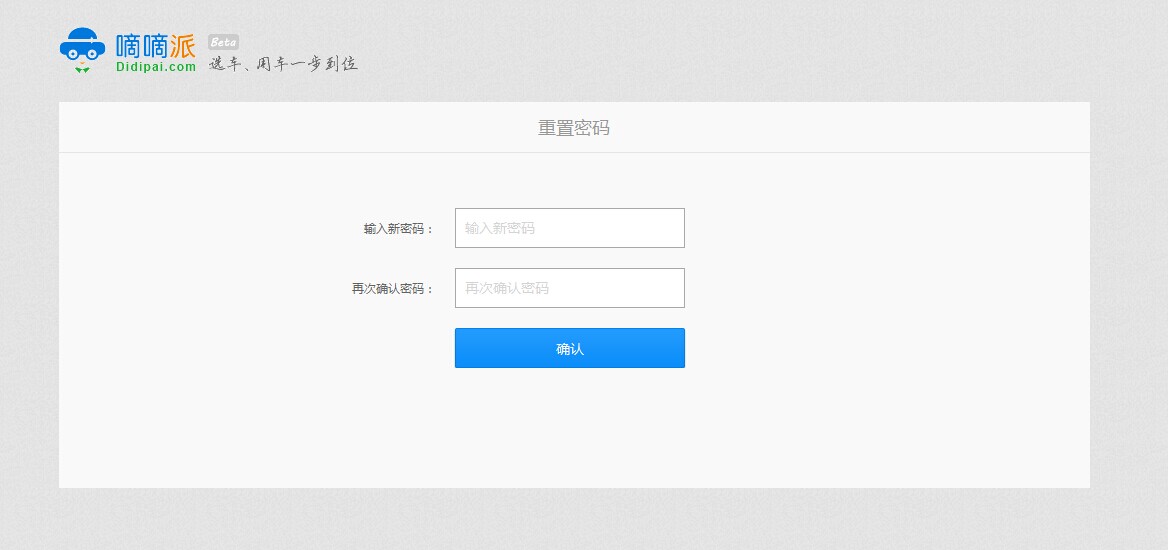 嘀嘀派 Beta
Didipai.com 选车、用车一步到位
重置密码
输入新密码： 输入新密码
再次确认密码： 再次确认密码
确认